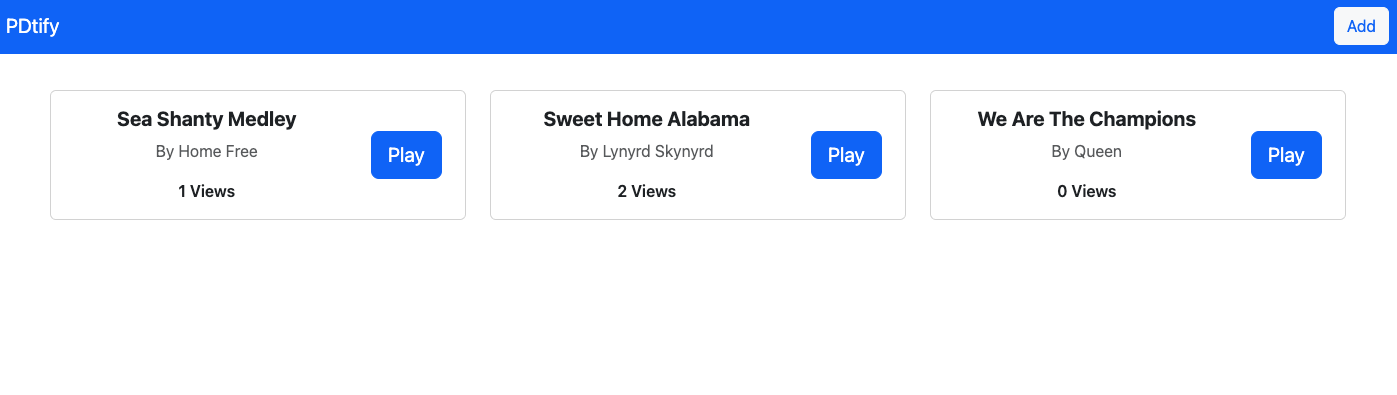 PDtify
Add
Sea Shanty Medley
By Home Free
1 Views
Play
Sweet Home Alabama
By Lynyrd Skynyrd
2 Views
Play
We Are The Champions
By Queen
0 Views
Play